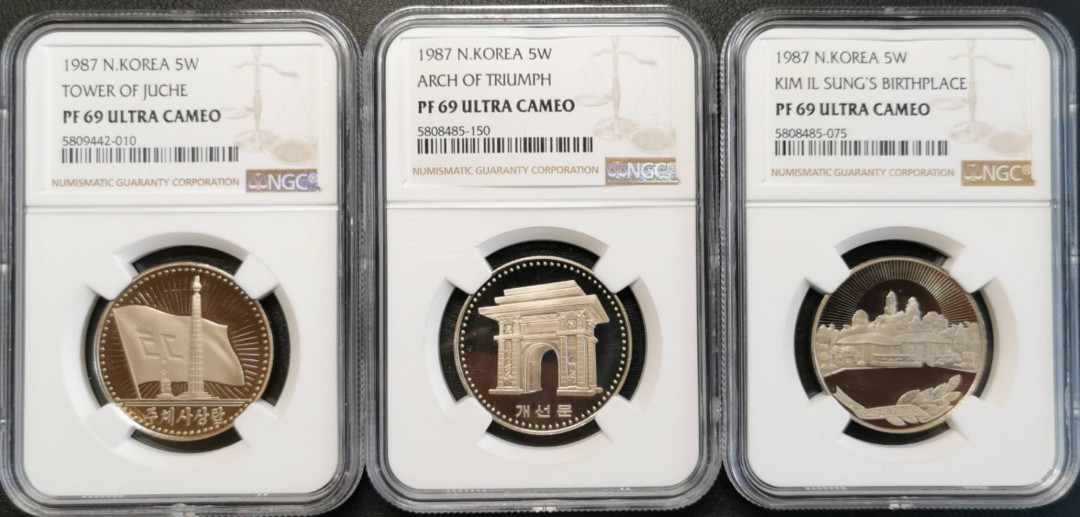 1987 N.KOREA 5W
TOWER OF JUCHE
PF 69 ULTRA CAMEO
5809442-010
NUMISMATIC GUARANTY CORPORATION NGC®
주체사상탑
1987 N.KOREA 5W
ARCH OF TRIUMPH
PF 69 ULTRA CAMEO
5808485-150
NUMISMATIC GUARANTY CORPORATION NGC
개선문
1987 N.KOREA 5W
KIM IL SUNG'S BIRTHPLACE
PF 69 ULTRA CAMEO
5808485-075
NUMISMATIC GUARANTY CORPORATION NGC®